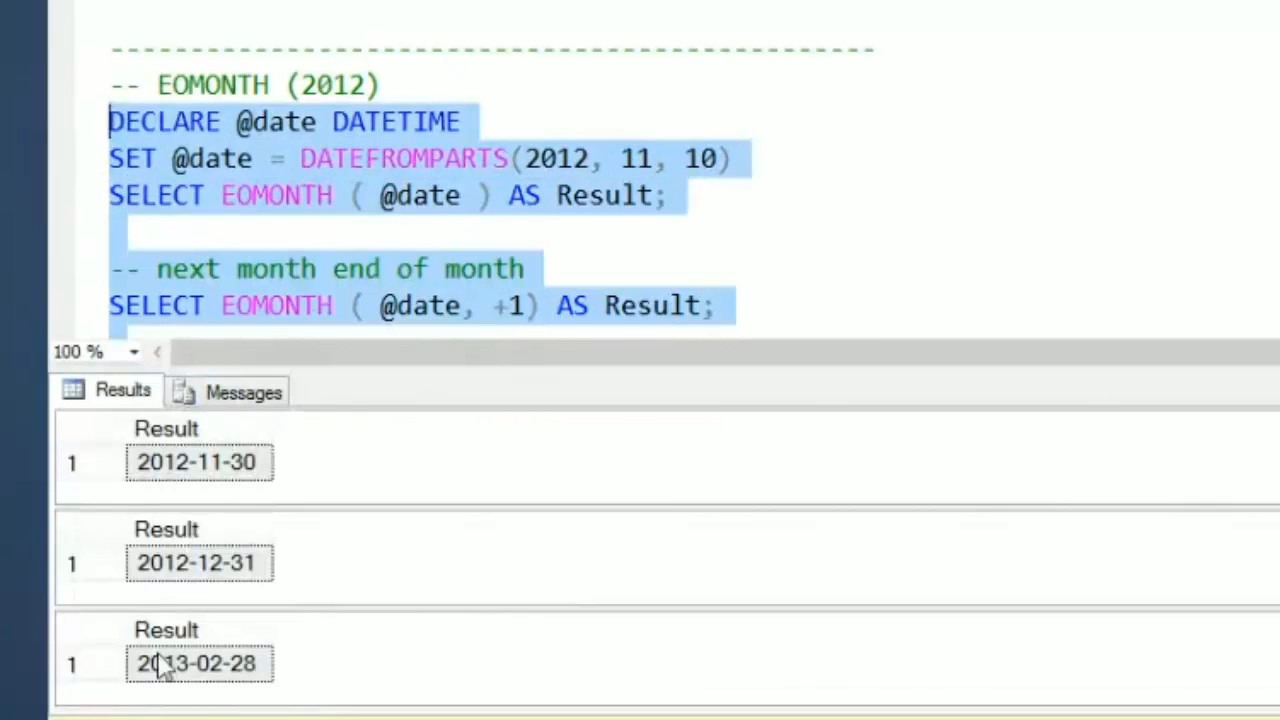 -----------------------------------------------
-- EOMONTH (2012)
DECLARE @date DATETIME
SET @date = DATEFROMPARTS(2012, 11, 10)
SELECT EOMONTH ( @date ) AS Result;
-- next month end of month
SELECT EOMONTH ( @date, +1) AS Result;
100 %
Results Messages
Result
1 2012-11-30
Result
1 2012-12-31
Result
1 2013-02-28